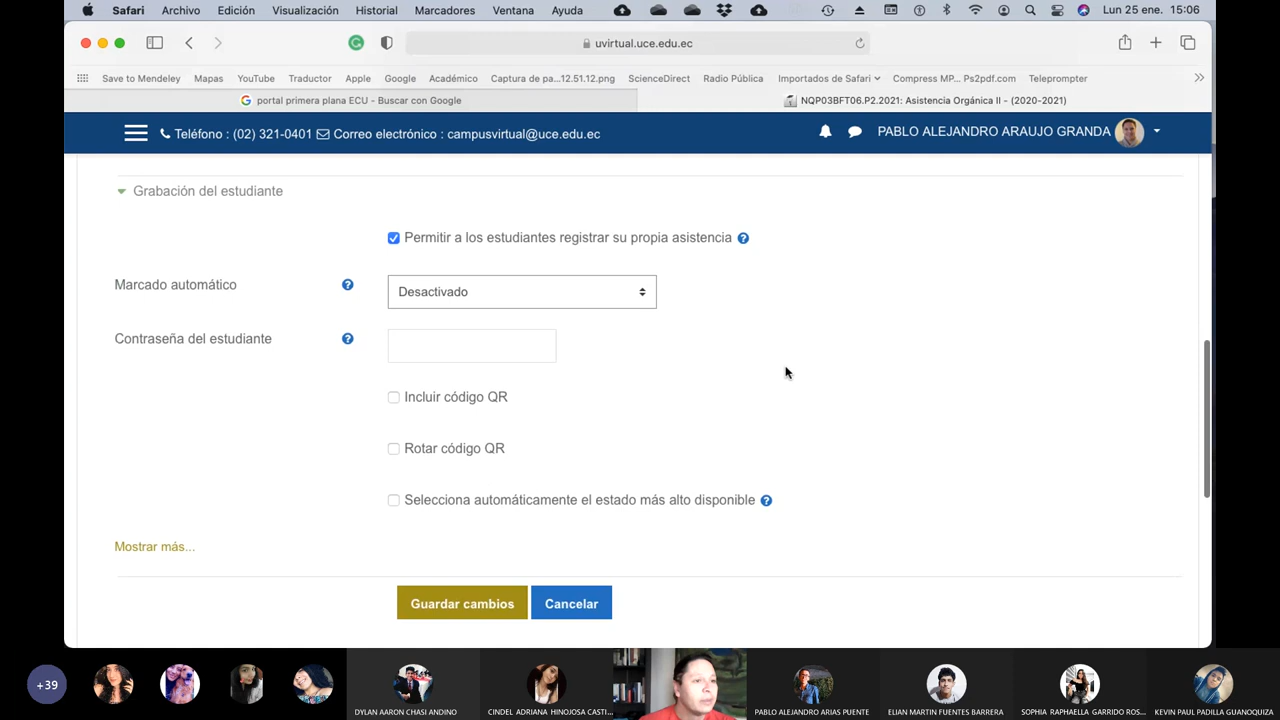 Safari Archivo Edición Visualización Historial Marcadores Ventana Ayuda Lun 25 ene. 15:06
uvirtual.uce.edu.ec
Save to Mendeley Mapas YouTube Traductor Apple Google Académico Captura de pa...12.51.12.png ScienceDirect Radio Pública Importados de Safari Compress MP... Ps2pdf.com Teleprompter
portal primera plana ECU - Buscar con Google NQP03BFT06.P2.2021: Asistencia Orgánica II - (2020-2021)
Teléfono : (02) 321-0401 Correo electrónico : campusvirtual@uce.edu.ec PABLO ALEJANDRO ARAUJO GRANDA
Grabación del estudiante
Permitir a los estudiantes registrar su propia asistencia
Marcado automático Desactivado
Contraseña del estudiante
Incluir código QR
Rotar código QR
Selecciona automáticamente el estado más alto disponible
Mostrar más...
Guardar cambios Cancelar
+39
DYLAN AARON CHASI ANDINO CINDEL ADRIANA HINOJOSA CASTI... PABLO ALEJANDRO ARIAS PUENTE ELIAN MARTIN FUENTES BARRERA SOPHIA RAPHAELLA GARRIDO ROS... KEVIN PAUL PADILLA GUANOQUIZA